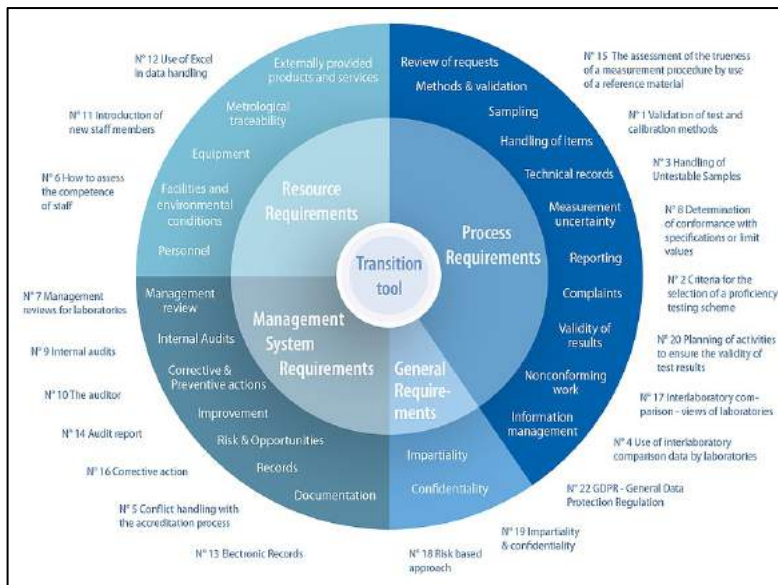 N° 12 Use of Excel
in data handling
N° 11 Introduction of
new staff members
N° 6 How to assess
the competence
of staff
N° 7 Management
reviews for laboratories
N° 9 Internal audits
N° 10 The auditor
N° 14 Audit report
N° 16 Corrective action
N° 5 Conflict handling with
the accreditation process
N° 13 Electronic Records
Externally provided
products and services
Metrological
traceability
Equipment
Facilities and
environmental
conditions
Personnel
Resource
Requirements
Management
review
Internal Audits
Corrective &
Preventive actions
Improvement
Risk & Opportunities
Records
Documentation
Management
System
Requirements
Transition
tool
General
Require-
ments
Impartiality
Confidentiality
Process
Requirements
Review of requests
Methods & validation
Sampling
Handling of items
Technical records
Measurement
uncertainty
Reporting
Complaints
Validity of
results
Nonconforming
work
Information
management
N° 15 The assessment of the trueness
of a measurement procedure by use
of a reference material
N° 1 Validation of test and
calibration methods
N° 3 Handling of
Untestable Samples
N° 8 Determination
of conformance with
specifications or limit
values
N° 2 Criteria for the
selection of a proficiency
testing scheme
N° 20 Planning of activities
to ensure the validity of
test results
N° 17 Interlaboratory com-
parison - views of laboratories
N° 4 Use of interlaboratory
comparison data by laboratories
N° 22 GDPR - General Data
Protection Regulation
N° 19 Impartiality
& confidentiality
N° 18 Risk based
approach